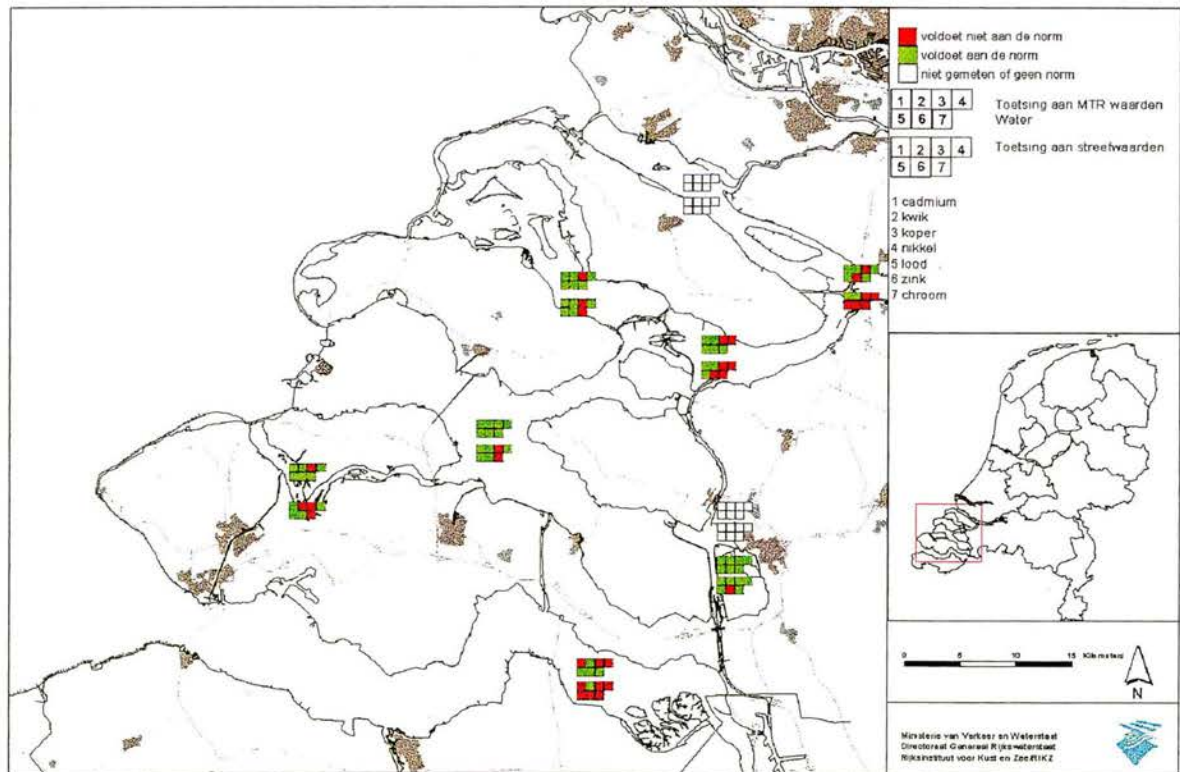 voldoet niet aan de norm
voldoet aan de norm
niet gemeten of geen norm
1 2 3 4
5 6 7
Toetsing aan MTR waarden
Water
1 2 3 4
5 6 7
Toetsing aan streefwaarden
1 cadmium
2 kwik
3 koper
4 nikkel
5 lood
6 zink
7 chroom
0 5 10 15 Kilometers
N
Ministerie van Verkeer en Waterstaat
Directoraat Generaal Rijkswaterstaat
Rijksinstituut voor Kust en Zee/RIKZ